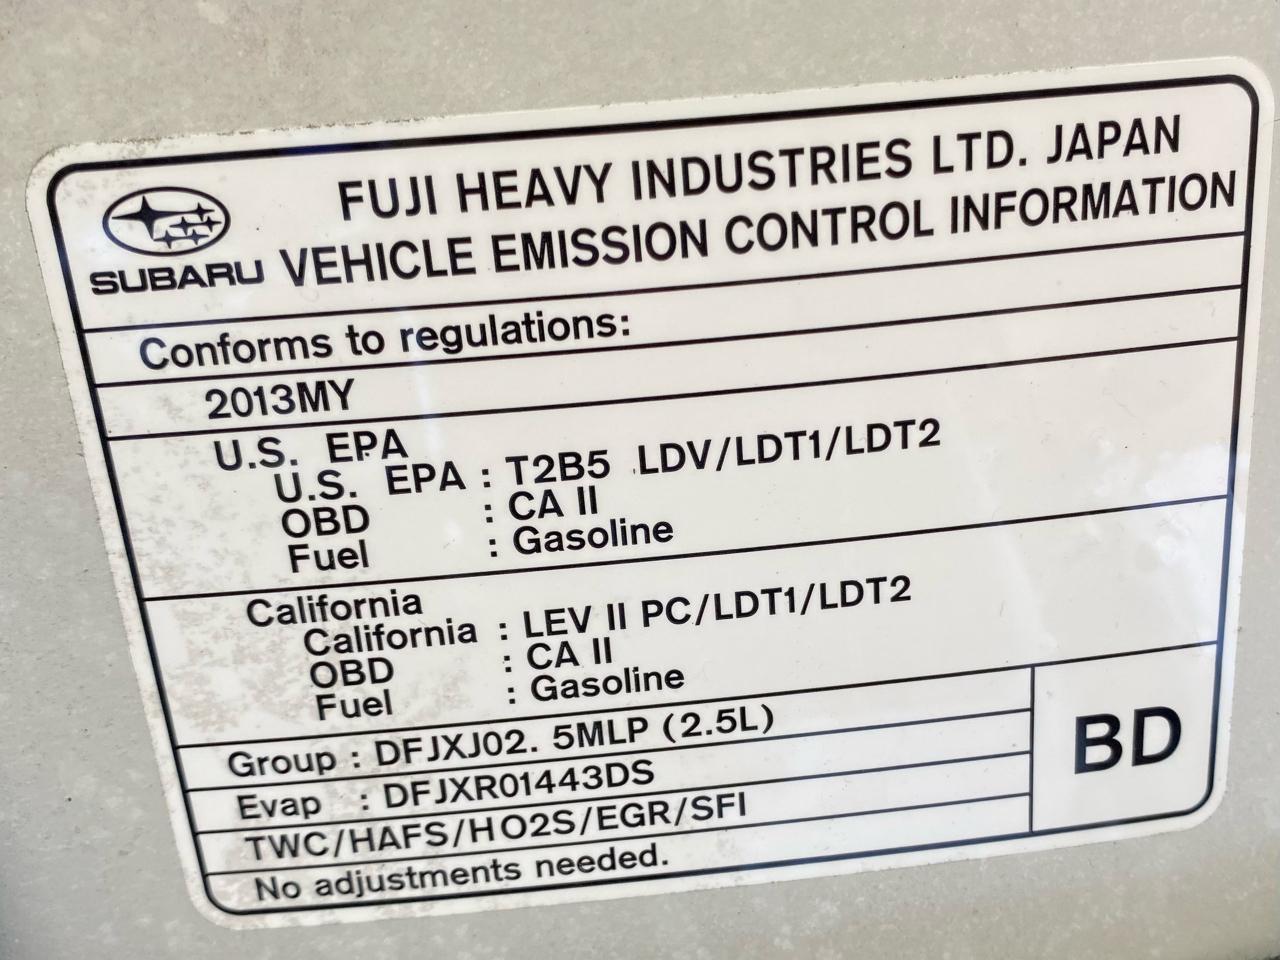 FUJI HEAVY INDUSTRIES LTD. JAPAN
SUBARU VEHICLE EMISSION CONTROL INFORMATION
Conforms to regulations:
2013MY
U.S. EPA
U.S. EPA : T2B5 LDV/LDT1/LDT2
OBD : CA II
Fuel : Gasoline
California
California : LEV II PC/LDT1/LDT2
OBD : CA II
Fuel : Gasoline
Group : DFJXJ02. 5MLP (2.5L)
Evap : DFJXR01443DS
TWC/HAFS/HO2S/EGR/SFI
No adjustments needed.
BD